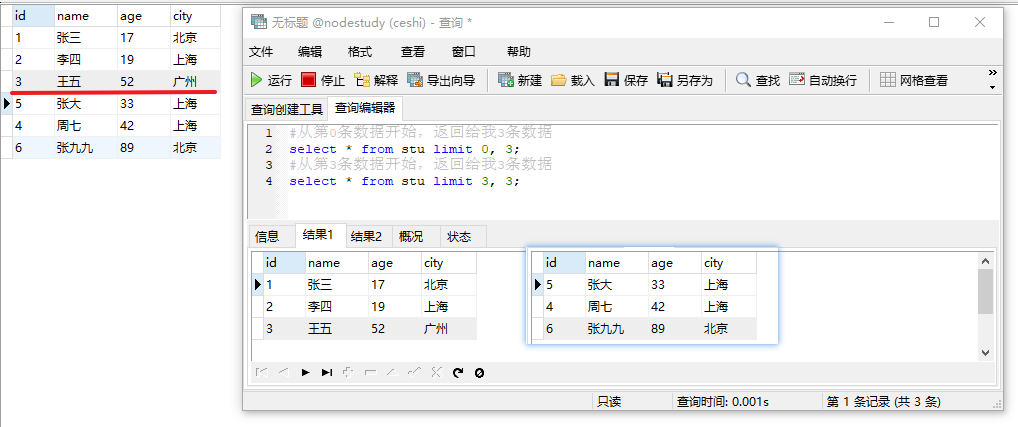 id name age city
1 张三 17 北京
2 李四 19 上海
3 王五 52 广州
5 张大 33 上海
4 周七 42 上海
6 张九九 89 北京
无标题 @nodestudy (ceshi) - 查询 *
文件 编辑 格式 查看 窗口 帮助
运行 停止 解释 导出向导 新建 载入 保存 另存为 查找 自动换行 网格查看 »
查询创建工具 查询编辑器
1 #从第0条数据开始，返回给我3条数据
2 select * from stu limit 0, 3;
3 #从第3条数据开始，返回给我3条数据
4 select * from stu limit 3, 3;
信息 结果1 结果2 概况 状态
id name age city
1 张三 17 北京
2 李四 19 上海
3 王五 52 广州
id name age city
5 张大 33 上海
4 周七 42 上海
6 张九九 89 北京
只读 查询时间: 0.001s 第 1 条记录 (共 3 条)